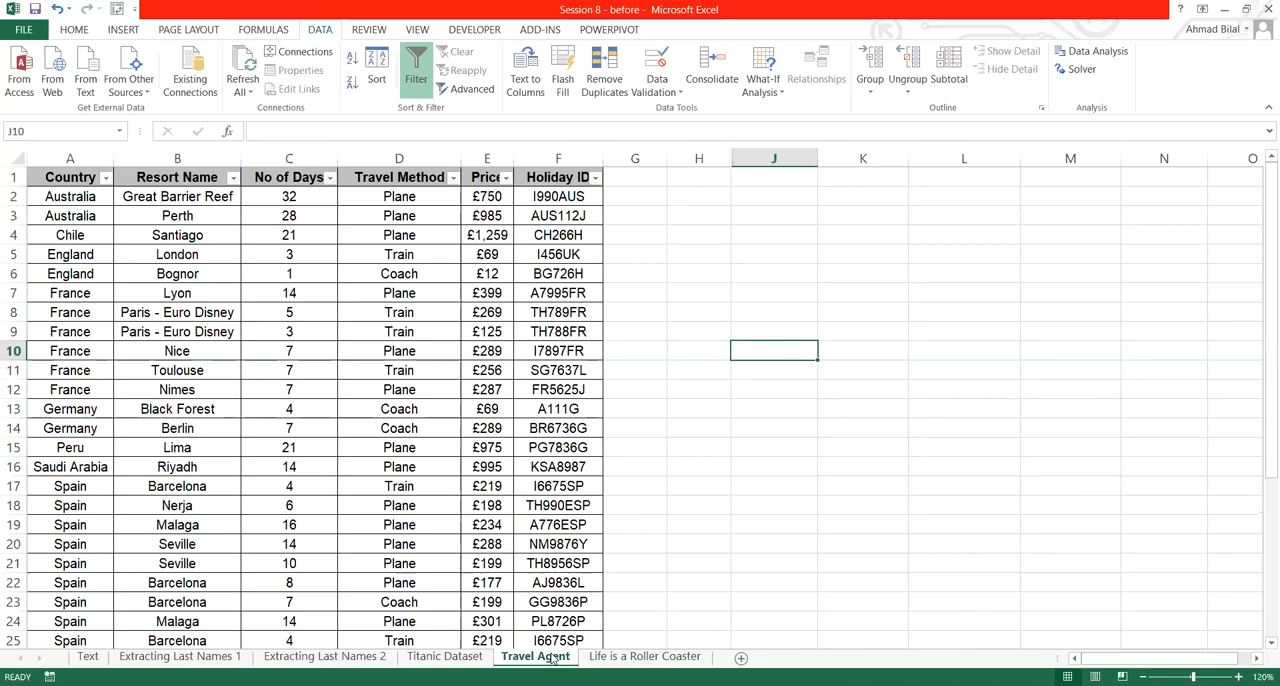 Session 8 - before - Microsoft Excel
?
FILE HOME INSERT PAGE LAYOUT FORMULAS DATA REVIEW VIEW DEVELOPER ADD-INS POWERPIVOT Ahmad Bilal
From Access
From Web
From Text
From Other Sources
Existing Connections
Get External Data
Refresh All
Connections
Properties
Edit Links
Connections
Sort
Filter
Clear
Reapply
Advanced
Sort & Filter
Text to Columns
Flash Fill
Remove Duplicates
Data Validation
Consolidate
What-If Analysis
Relationships
Data Tools
Group
Ungroup
Subtotal
Show Detail
Hide Detail
Outline
Data Analysis
Solver
Analysis
J10 fx
A B C D E F G H J K L M N O
1 Country Resort Name No of Days Travel Method Price Holiday ID
2 Australia Great Barrier Reef 32 Plane £750 I990AUS
3 Australia Perth 28 Plane £985 AUS112J
4 Chile Santiago 21 Plane £1,259 CH266H
5 England London 3 Train £69 I456UK
6 England Bognor 1 Coach £12 BG726H
7 France Lyon 14 Plane £399 A7995FR
8 France Paris - Euro Disney 5 Train £269 TH789FR
9 France Paris - Euro Disney 3 Train £125 TH788FR
10 France Nice 7 Plane £289 I7897FR
11 France Toulouse 7 Train £256 SG7637L
12 France Nimes 7 Plane £287 FR5625J
13 Germany Black Forest 4 Coach £69 A111G
14 Germany Berlin 7 Coach £289 BR6736G
15 Peru Lima 21 Plane £975 PG7836G
16 Saudi Arabia Riyadh 14 Plane £995 KSA8987
17 Spain Barcelona 4 Train £219 I6675SP
18 Spain Nerja 6 Plane £198 TH990ESP
19 Spain Malaga 16 Plane £234 A776ESP
20 Spain Seville 14 Plane £288 NM9876Y
21 Spain Seville 10 Plane £199 TH8956SP
22 Spain Barcelona 8 Plane £177 AJ9836L
23 Spain Barcelona 7 Coach £199 GG9836P
24 Spain Malaga 14 Plane £301 PL8726P
25 Spain Barcelona 4 Train £219 I6675SP
Text Extracting Last Names 1 Extracting Last Names 2 Titanic Dataset Travel Agent Life is a Roller Coaster
READY 120%